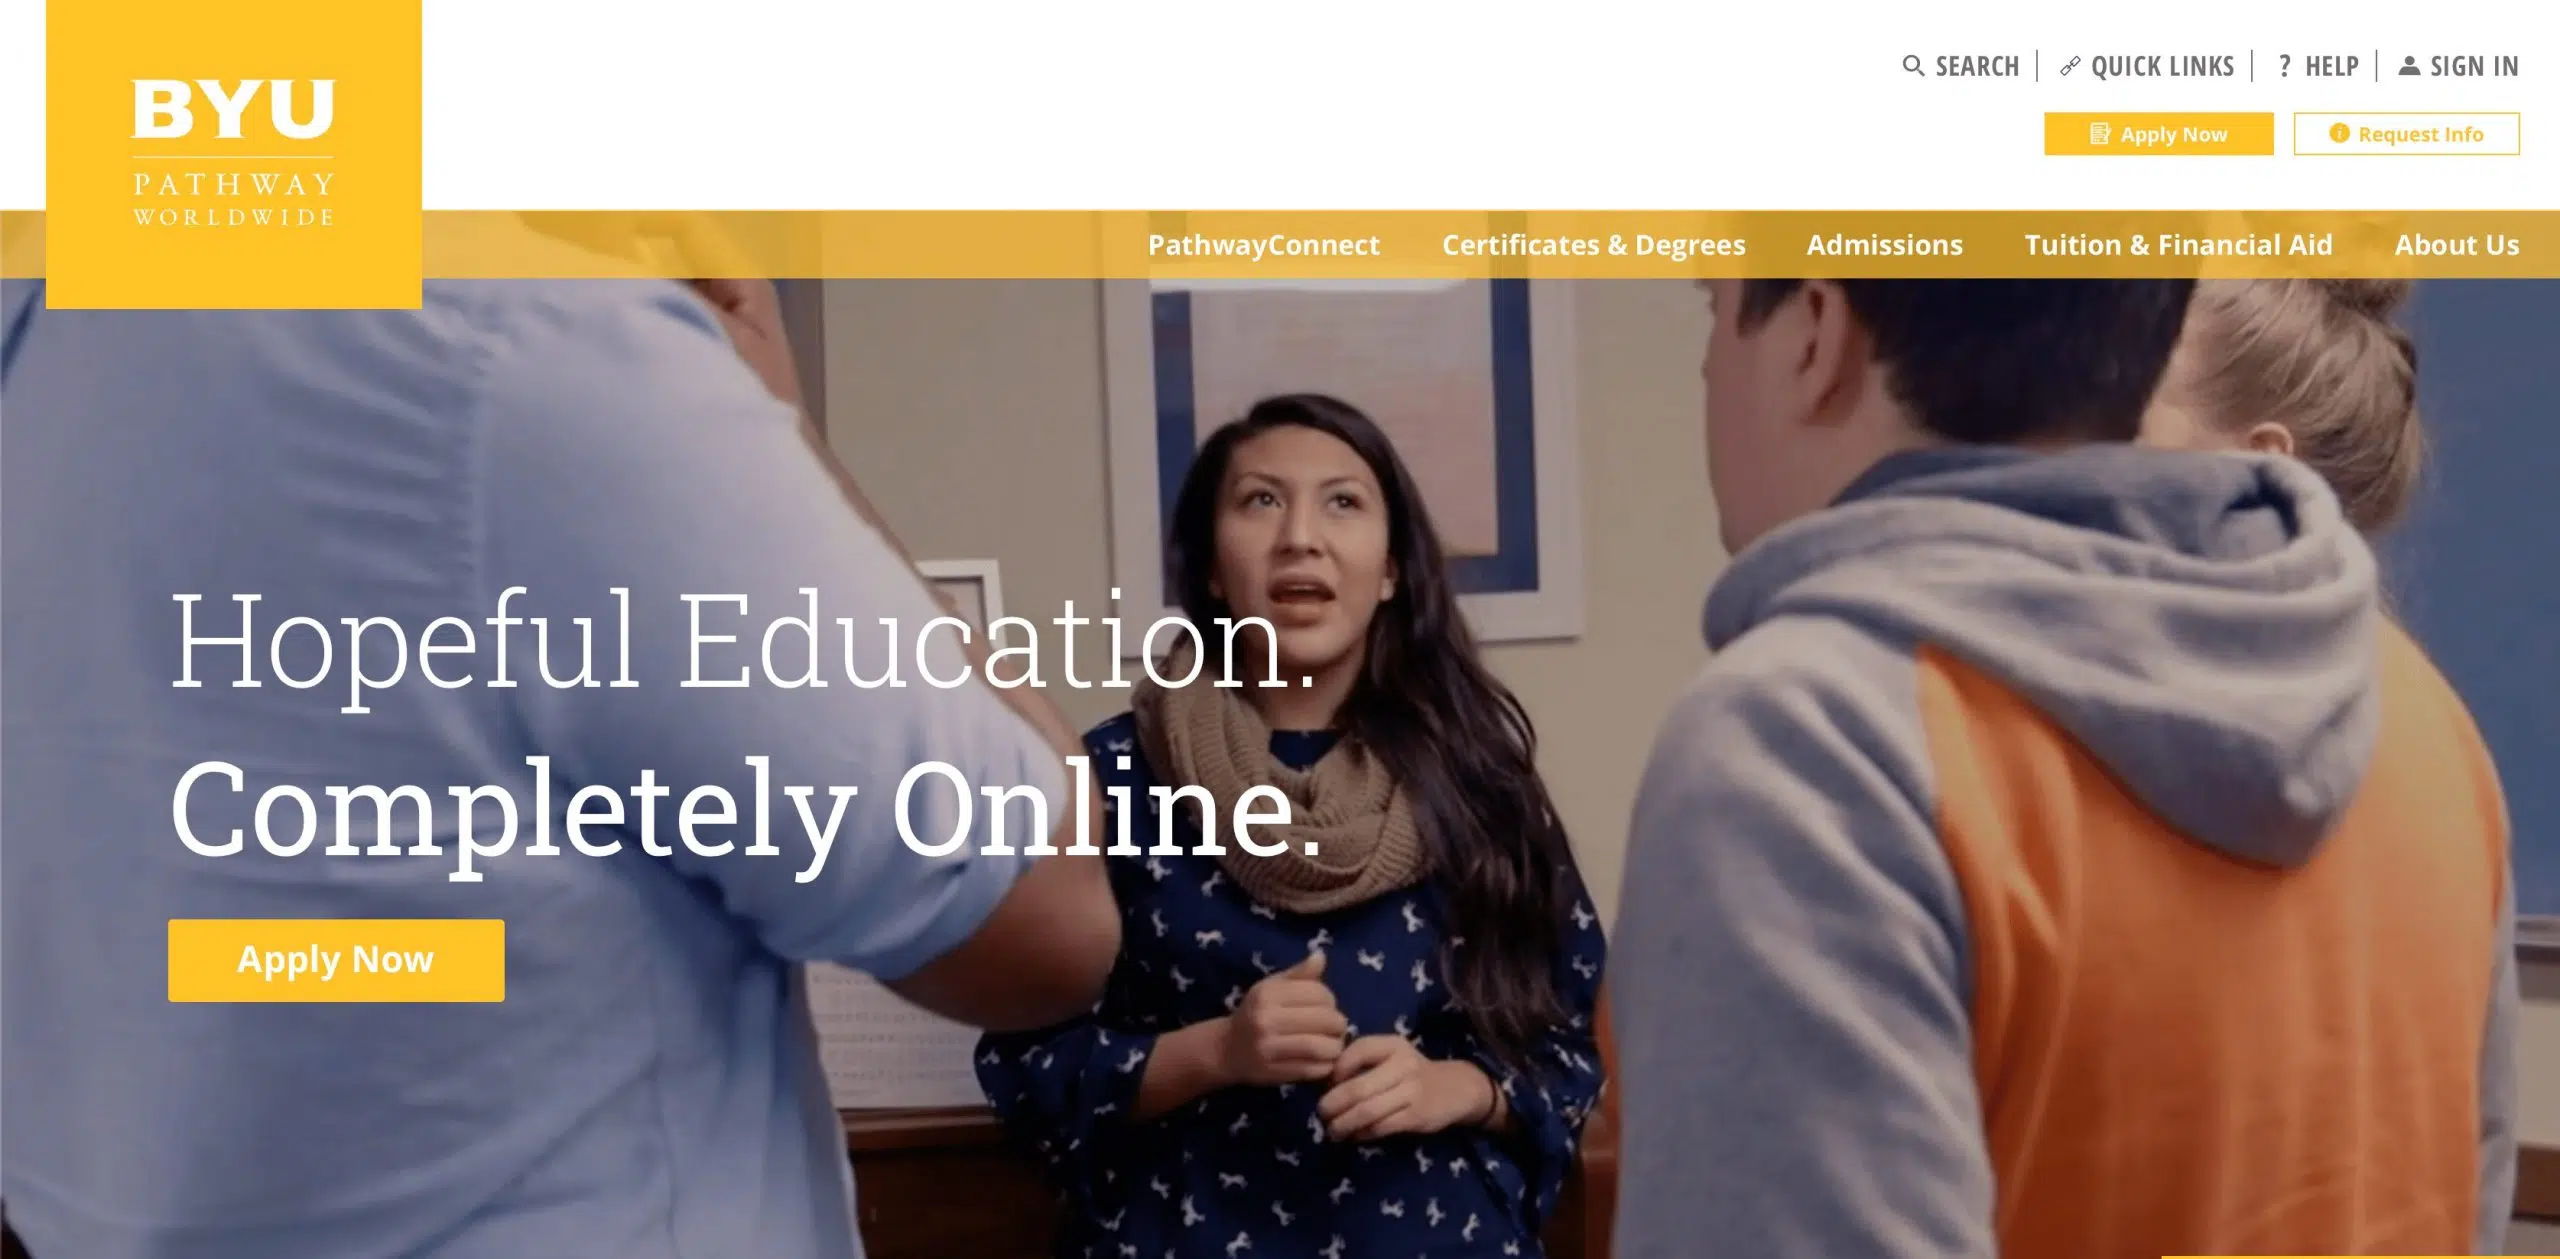 BYU
PATHWAY
WORLDWIDE
SEARCH
QUICK LINKS
? HELP
SIGN IN
Apply Now
Request Info
PathwayConnect
Certificates & Degrees
Admissions
Tuition & Financial Aid
About Us
Hopeful Education.
Completely Online.
Apply Now